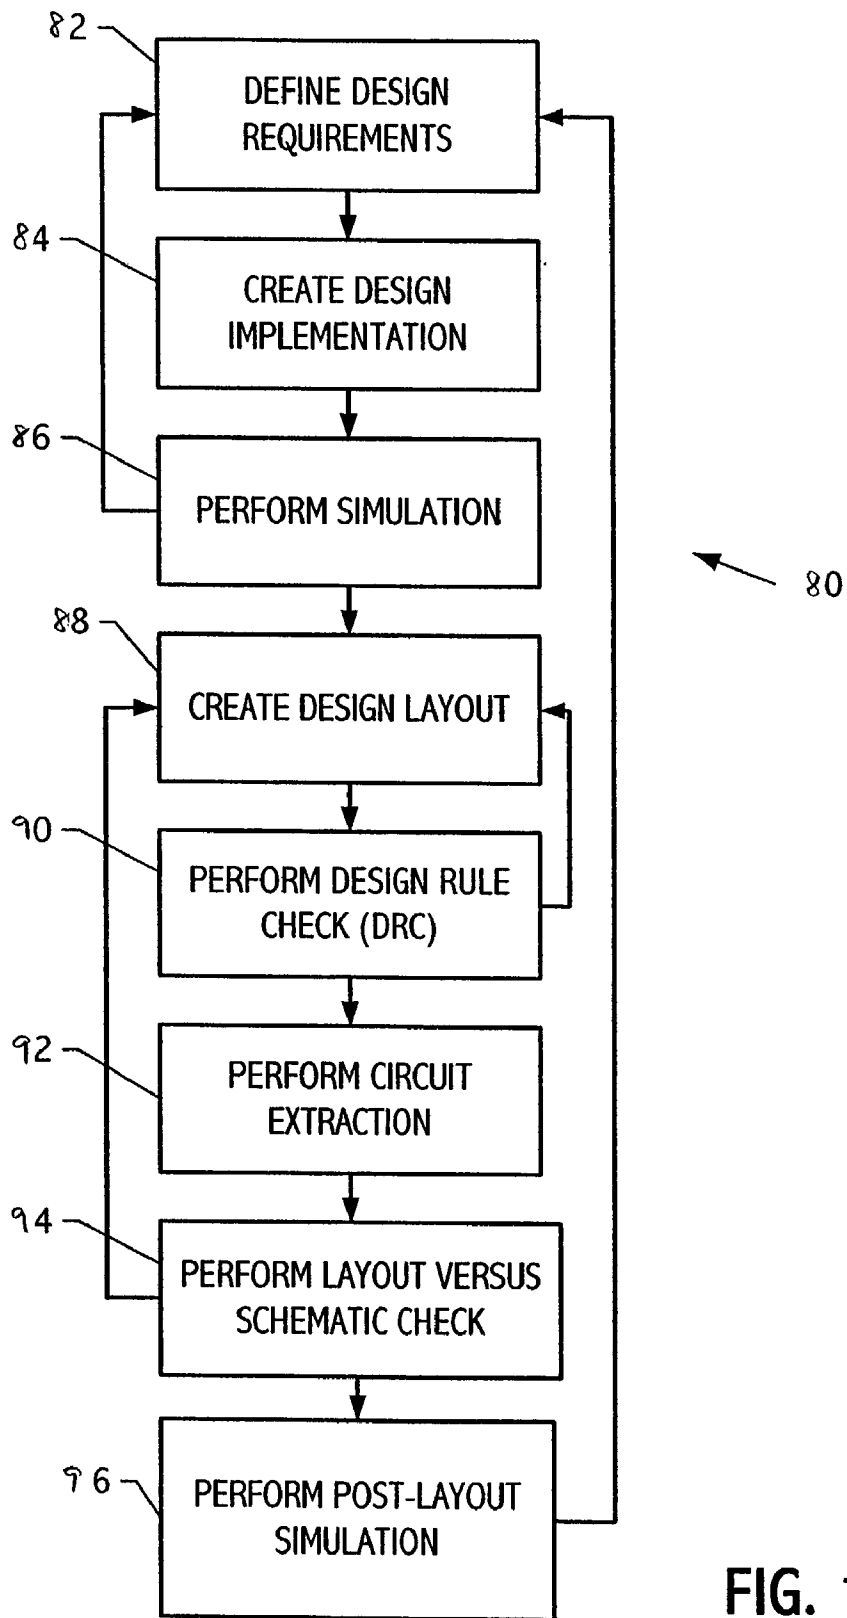 82
DEFINE DESIGN
REQUIREMENTS
84
CREATE DESIGN
IMPLEMENTATION
86
PERFORM SIMULATION
80
88
CREATE DESIGN LAYOUT
90
PERFORM DESIGN RULE
CHECK (DRC)
92
PERFORM CIRCUIT
EXTRACTION
94
PERFORM LAYOUT VERSUS
SCHEMATIC CHECK
96
PERFORM POST-LAYOUT
SIMULATION
FIG.